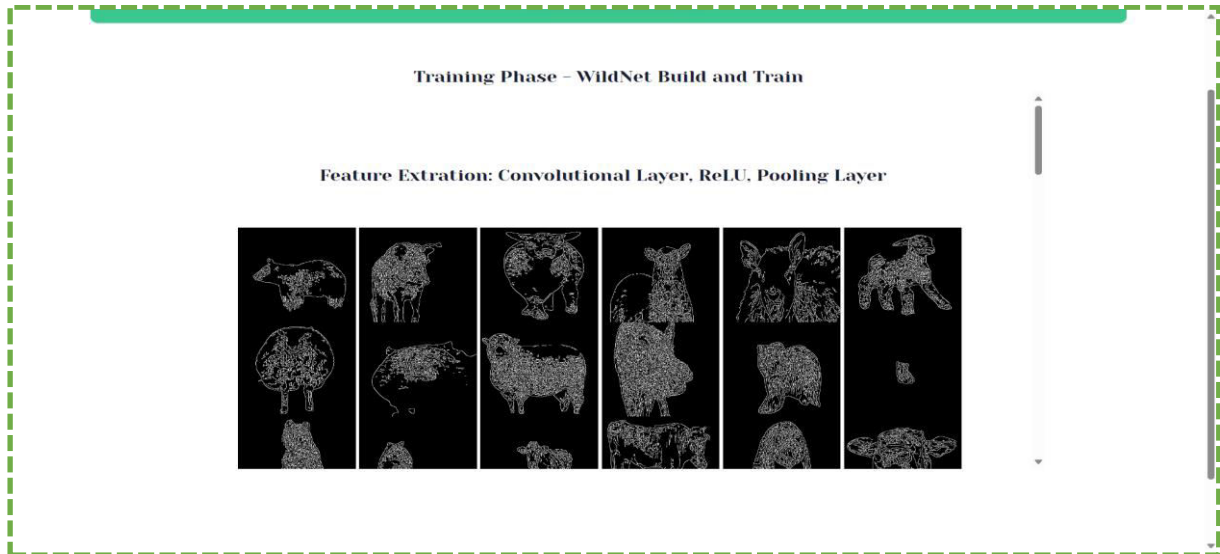 Training Phase - WildNet Build and Train
Feature Extration: Convolutional Layer, ReLU, Pooling Layer